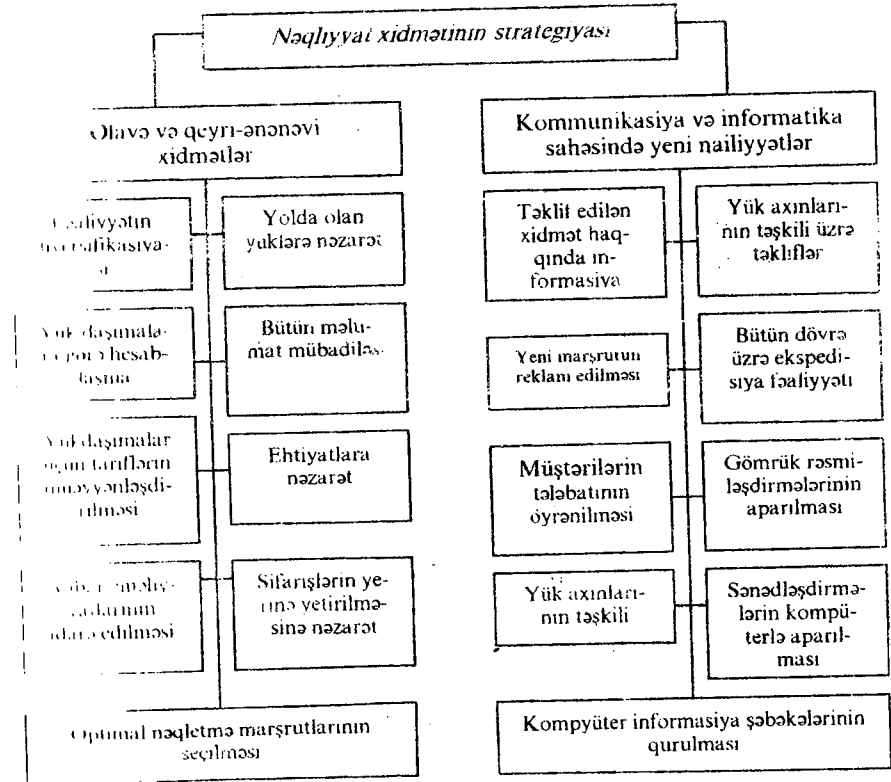 Nəqliyyat xidmətinin strategiyası
Əlavə və qeyri-ənənəvi
xidmətlər
Yolda olan
yüklərə nəzarət
Yük daşımala-
hesab-
laşma
Bütün məlu-
mat mübadiləs
Yük daşımalar
üçün tariflərin
müəyyənləşdi-
rilməsi
Ehtiyatlara
nəzarət
idarə edilməsi
Sifarişlərin ye-
rinə yetirilmə-
sinə nəzarət
Optimal nəqletmə marşrutlarının
seçilməsi
Kommunikasiya və informatika
sahəsində yeni nailiyyətlər
Təklif edilən
xidmət haq-
qında in-
formasiya
Yük axınları-
nın təşkili üzrə
təkliflər
Yeni marşrutun
reklam edilməsi
Bütün dövrə
üzrə ekspedi-
siya fəaliyyəti
Müştərilərin
tələbatının
öyrənilməsi
Gömrük rəsmi-
ləşdirmələrinin
aparılması
Yük axınları-
nın təşkili
Sənədləşdirmə-
lərin kompü-
terlə aparıl-
ması
Kompyüter informasiya şəbəkələrinin
qurulması